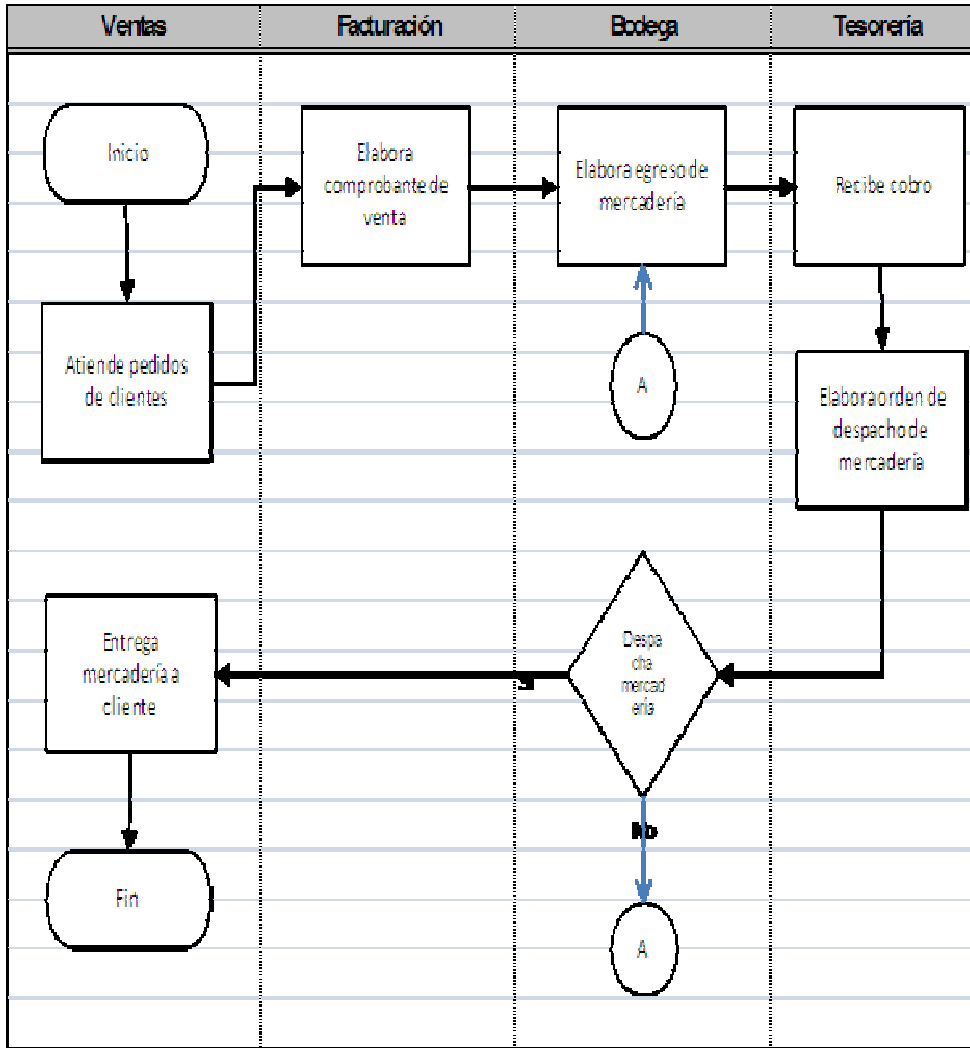 Ventas Facturación Bodega Tesorería
Inicio
Elabora
comprobante de
venta
Elabora egreso de
mercadería
Recibe cobro
Atiende pedidos
de clientes
A
Elabora orden de
despacho de
mercadería
Entrega
mercadería a
cliente
Despa
cha
mercad
ería
No
Fin
A